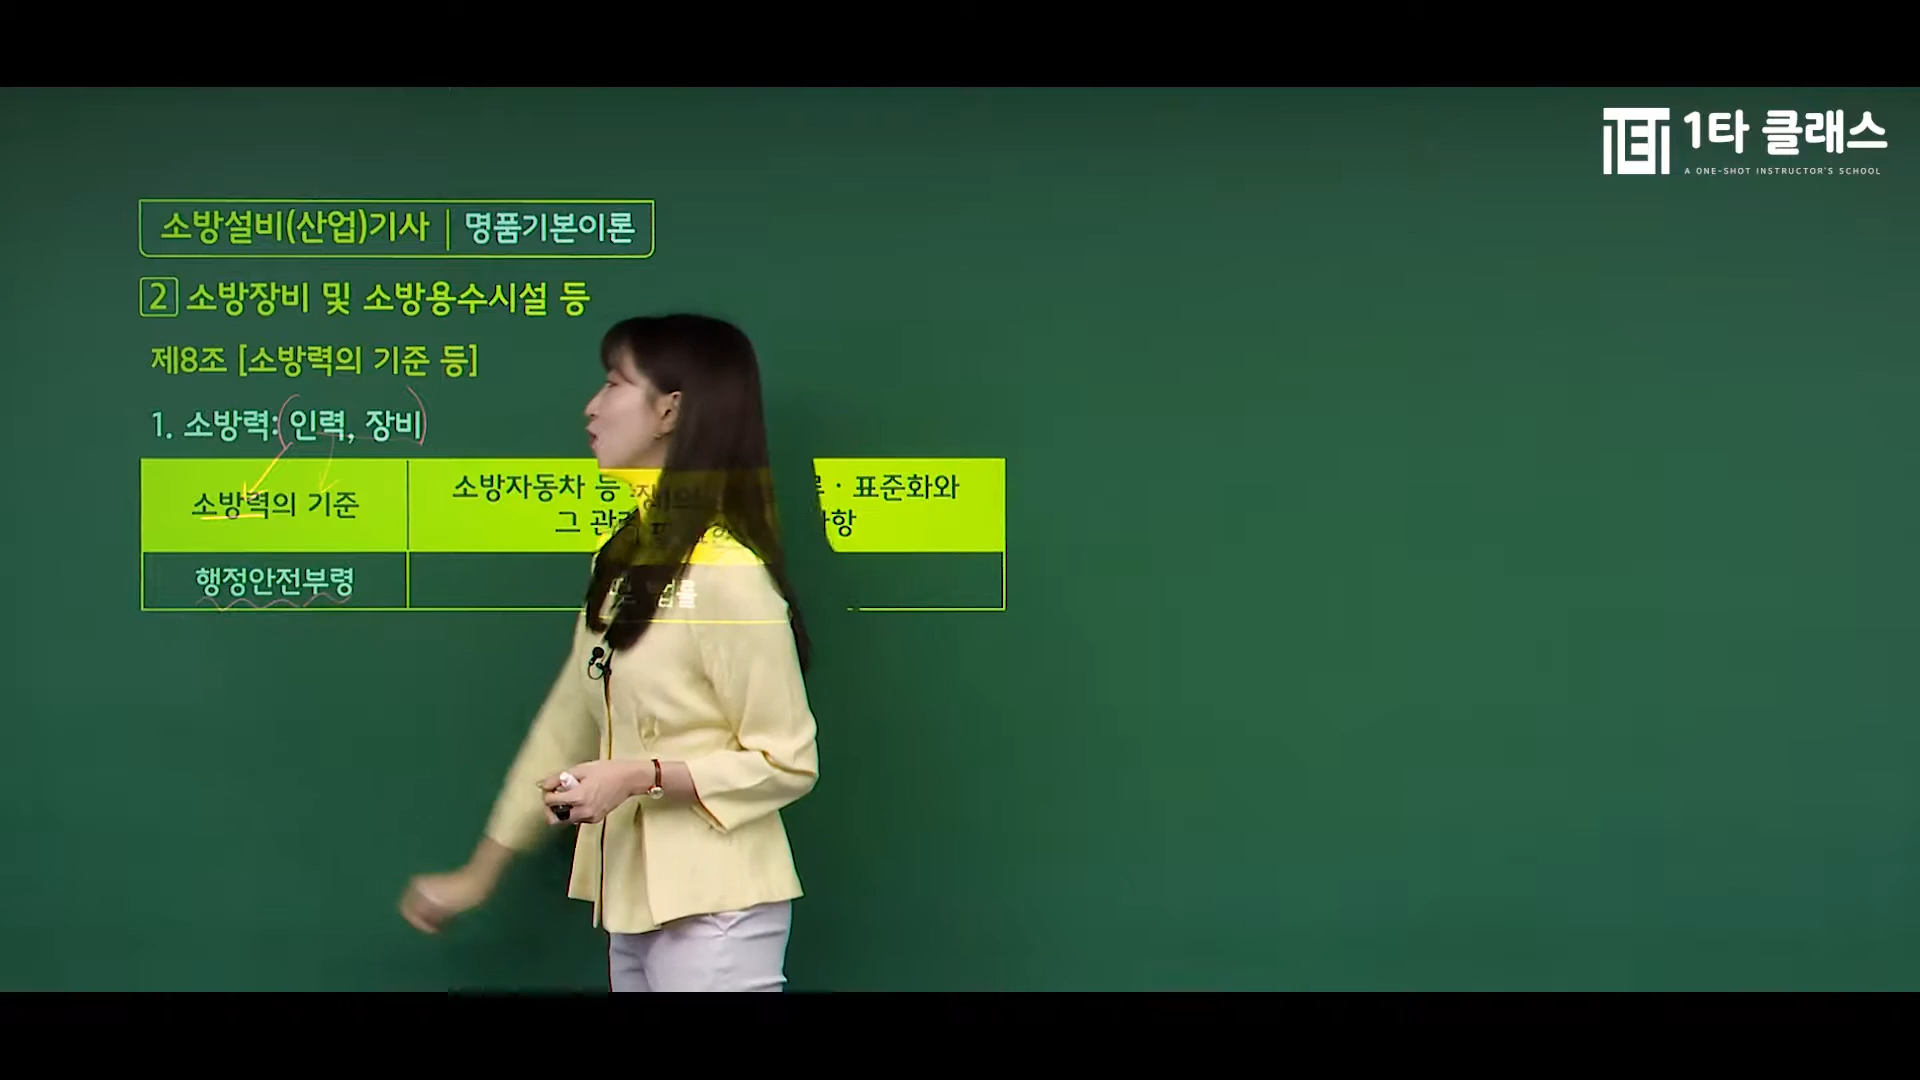 1타 클래스
A ONE-SHOT INSTRUCTOR'S SCHOOL
소방설비(산업)기사 | 명품기본이론
2 소방장비 및 소방용수시설 등
제8조 [소방력의 기준 등]
1. 소방력: 인력, 장비
소방력의 기준
소방자동차 등 · 표준화와
그
행정안전부령